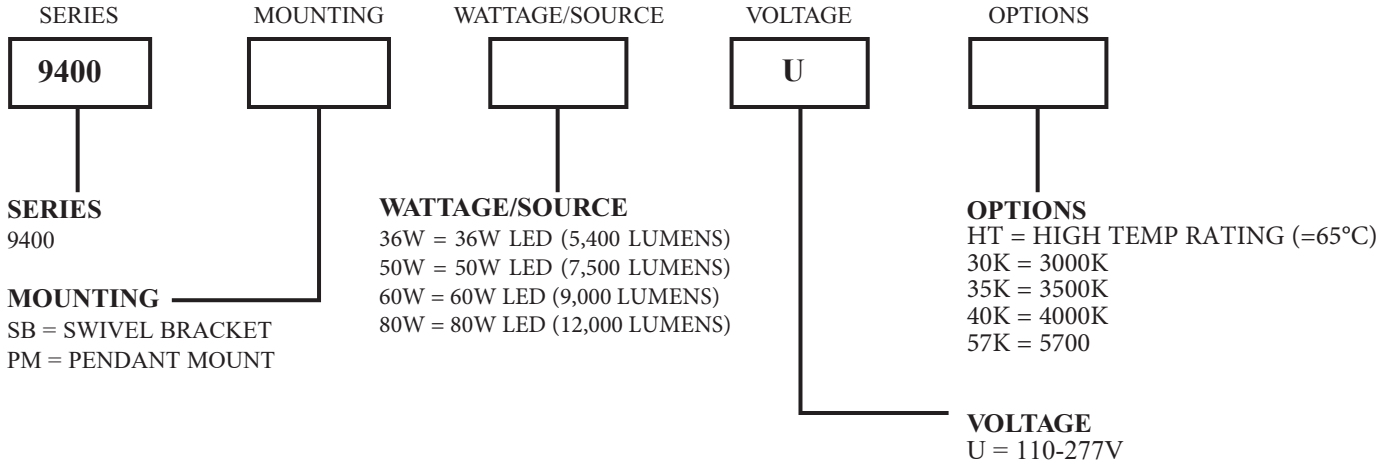 SERIES MOUNTING WATTAGE/SOURCE VOLTAGE OPTIONS
9400 U
SERIES
9400
MOUNTING
SB = SWIVEL BRACKET
PM = PENDANT MOUNT
WATTAGE/SOURCE
36W = 36W LED (5,400 LUMENS)
50W = 50W LED (7,500 LUMENS)
60W = 60W LED (9,000 LUMENS)
80W = 80W LED (12,000 LUMENS)
OPTIONS
HT = HIGH TEMP RATING (=65°C)
30K = 3000K
35K = 3500K
40K = 4000K
57K = 5700
VOLTAGE
U = 110-277V